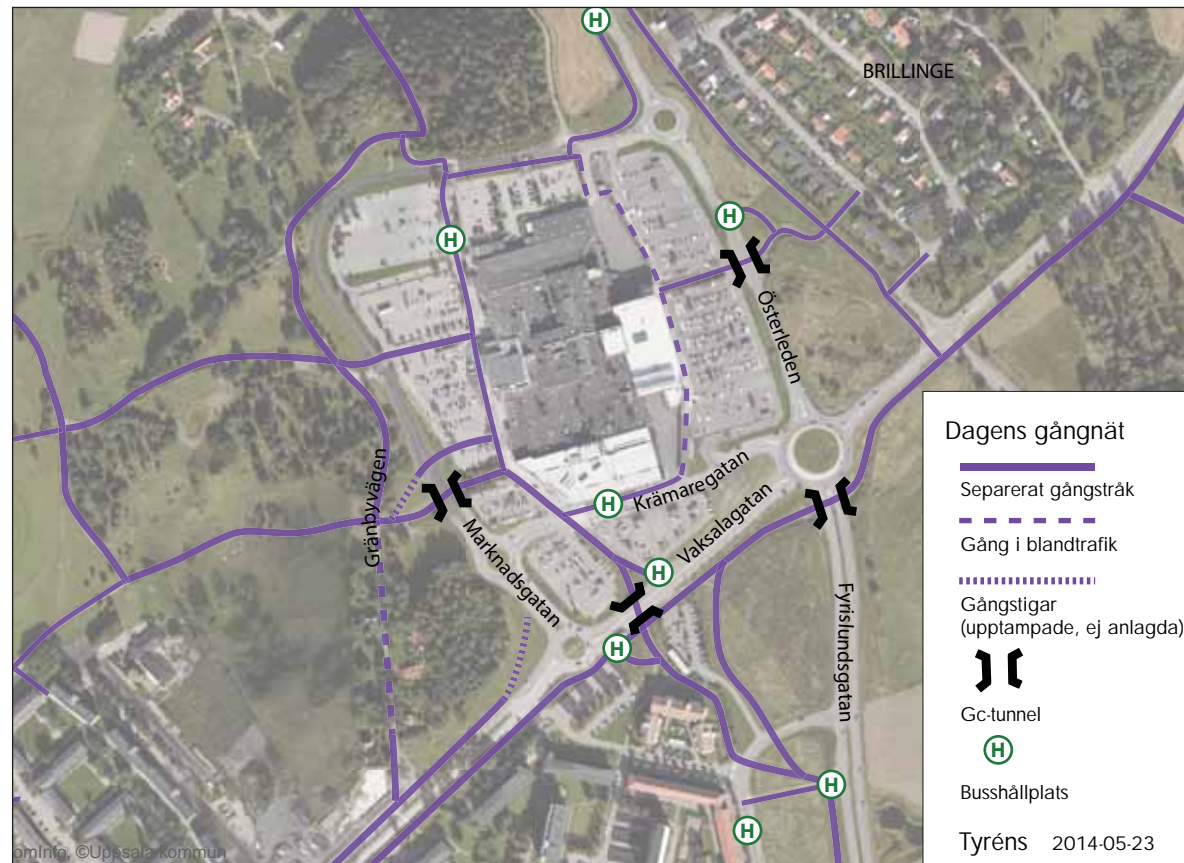 H
BRILLINGE
H
H
Österleden
Gränbyvägen
Krämaregatan
H
Vaksalagatan
Marknadsgatan
H
H
Fyrislundsgatan
H
H
Dagens gångnät
Separerat gångstråk
Gång i blandtrafik
Gångstigar
(upptampade, ej anlagda)
Gc-tunnel
H
Busshållplats
Tyréns 2014-05-23
omInfo, ©Uppsala kommun